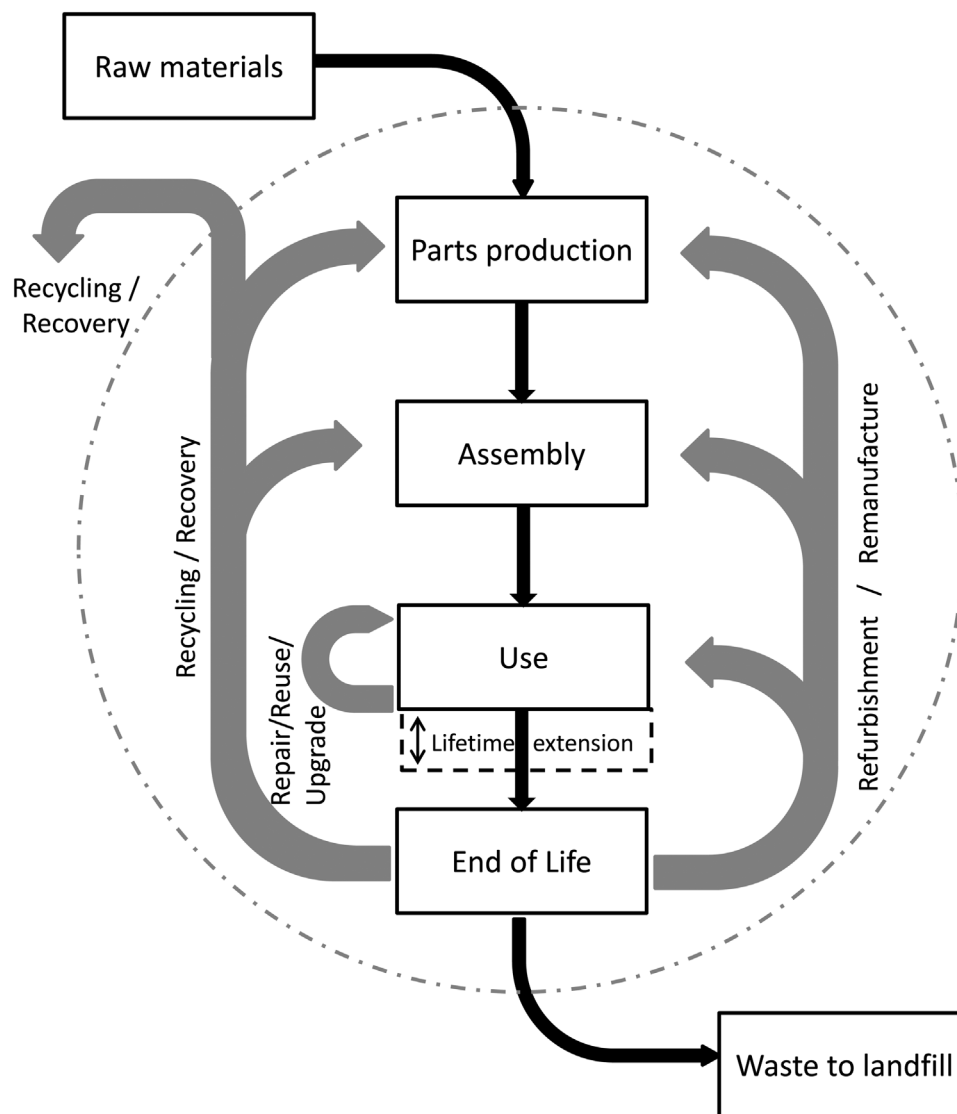 Raw materials
Parts production
Recycling /
Recovery
Assembly
Recycling / Recovery
Refurbishment / Remanufacture
Use
Repair/Reuse/
Upgrade
Lifetime extension
End of Life
Waste to landfill